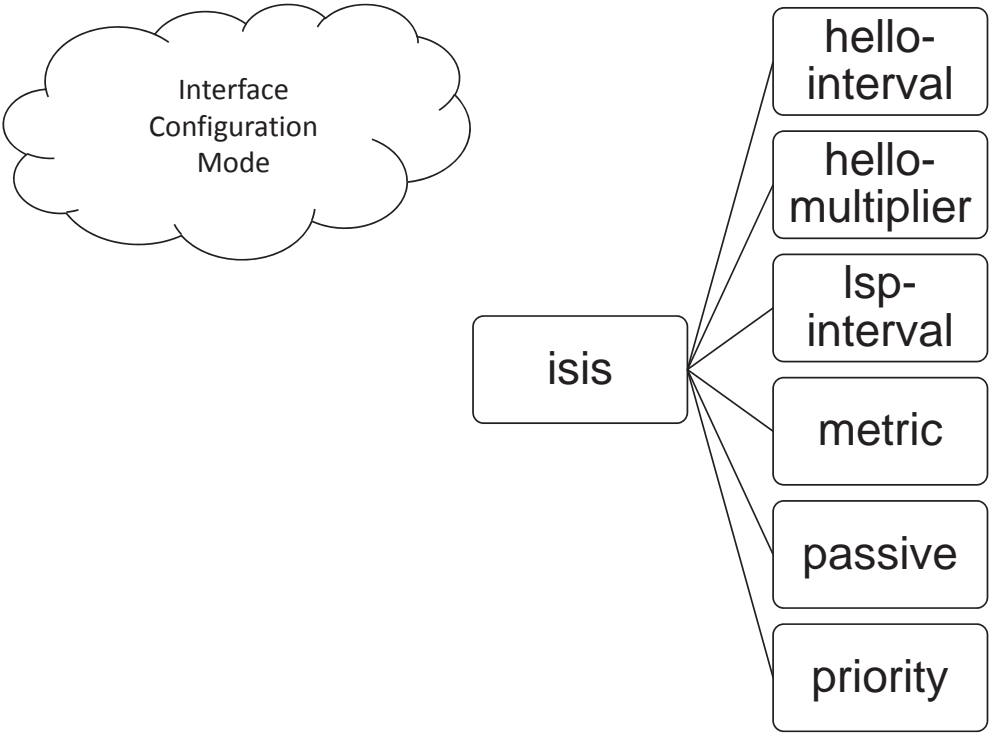 Interface
Configuration
Mode
isis
hello-
interval
hello-
multiplier
lsp-
interval
metric
passive
priority